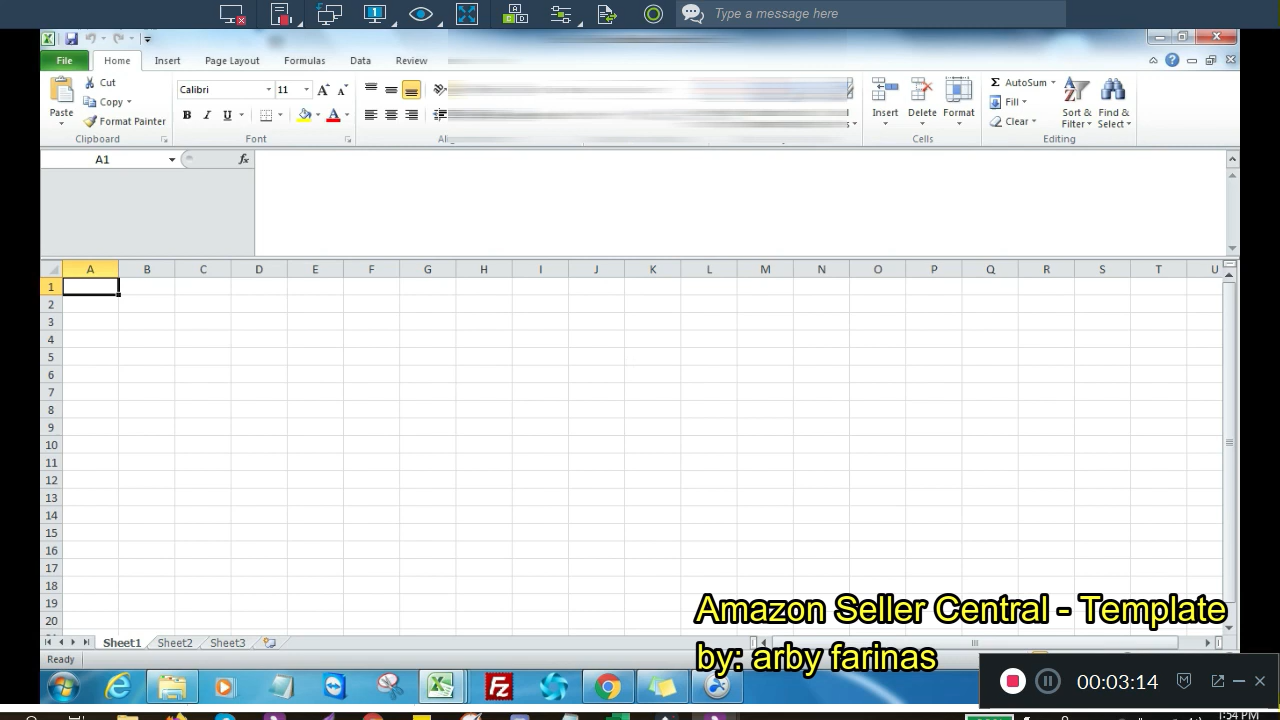 Type a message here
File Home Insert Page Layout Formulas Data Review
Cut
Copy
Format Painter
Paste
Calibri 11
B I U
A A
AutoSum
Fill
Clear
Insert Delete Format
Sort & Filter
Find & Select
Clipboard Font Cells Editing
A1 fx
A B C D E F G H I J K L M N O P Q R S T U
1
2
3
4
5
6
7
8
9
10
11
12
13
14
15
16
17
18
19
20
Amazon Seller Central - Template
by: arby farinas
Sheet1 Sheet2 Sheet3
Ready
00:03:14
1:54 PM